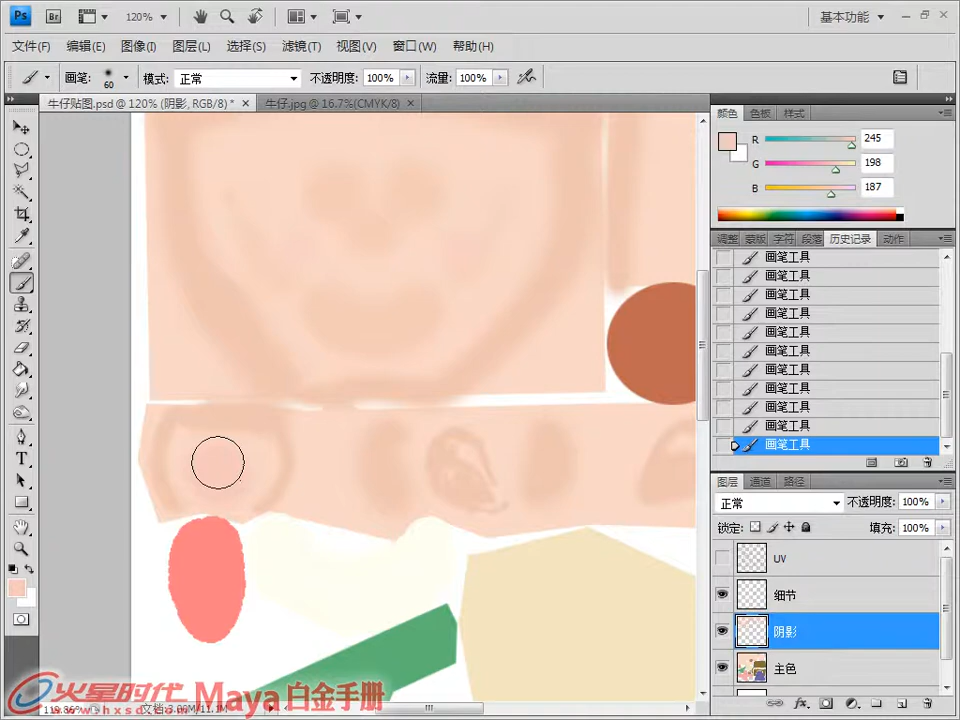 Ps Br 120% 基本功能
文件(F) 编辑(E) 图像(I) 图层(L) 选择(S) 滤镜(T) 视图(V) 窗口(W) 帮助(H)
画笔: 60 模式: 正常 不透明度: 100% 流量: 100%
牛仔贴图.psd @ 120% (阴影, RGB/8) * 牛仔.jpg @ 16.7%(CMYK/8)
颜色 色板 样式
R 245
G 198
B 187
调整 蒙版 字符 段落 历史记录 动作
画笔工具
画笔工具
画笔工具
画笔工具
画笔工具
画笔工具
画笔工具
画笔工具
画笔工具
画笔工具
画笔工具
图层 通道 路径
正常 不透明度: 100%
锁定: 填充: 100%
UV
细节
阴影
主色
火星时代 Maya 白金手册
www.hxsd.com